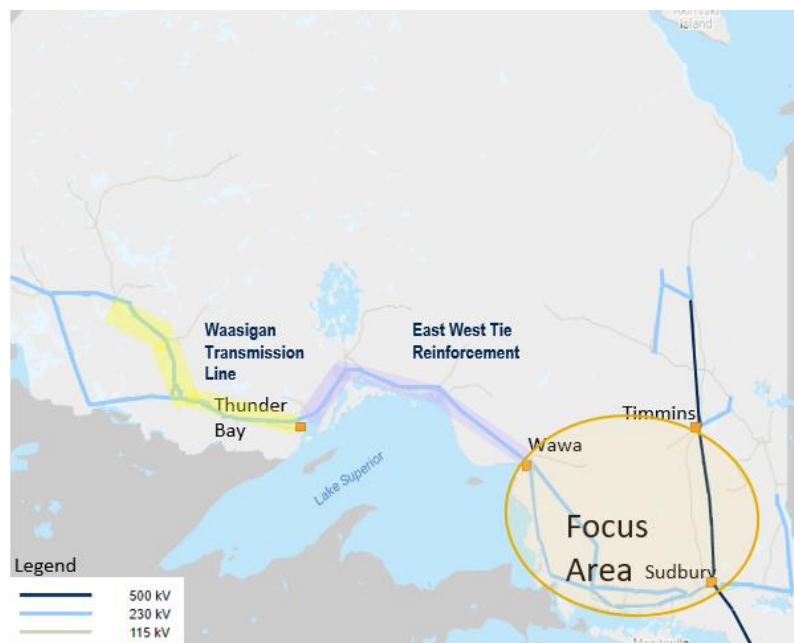 Island
Waasigan
Transmission
Line
East West Tie
Reinforcement
Thunder
Bay
Timmins
Wawa
Lake Superior
Focus
Area
Sudbury
Legend
500 kV
230 kV
115 kV